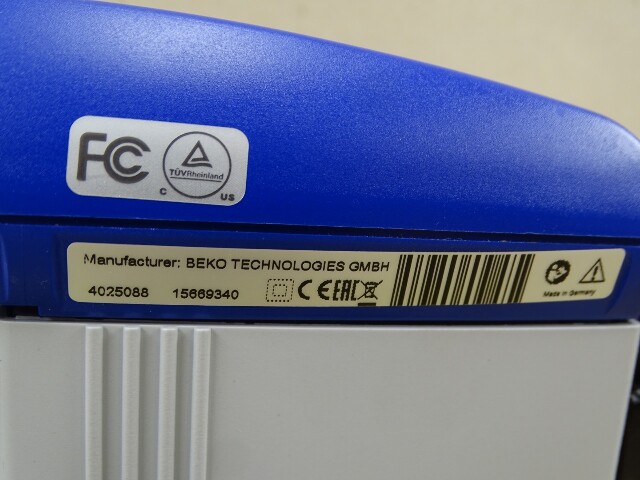 FC
TÜVRheinland
C US
Manufacturer: BEKO TECHNOLOGIES GMBH
4025088 15669340 CE EAC
Made in Germany